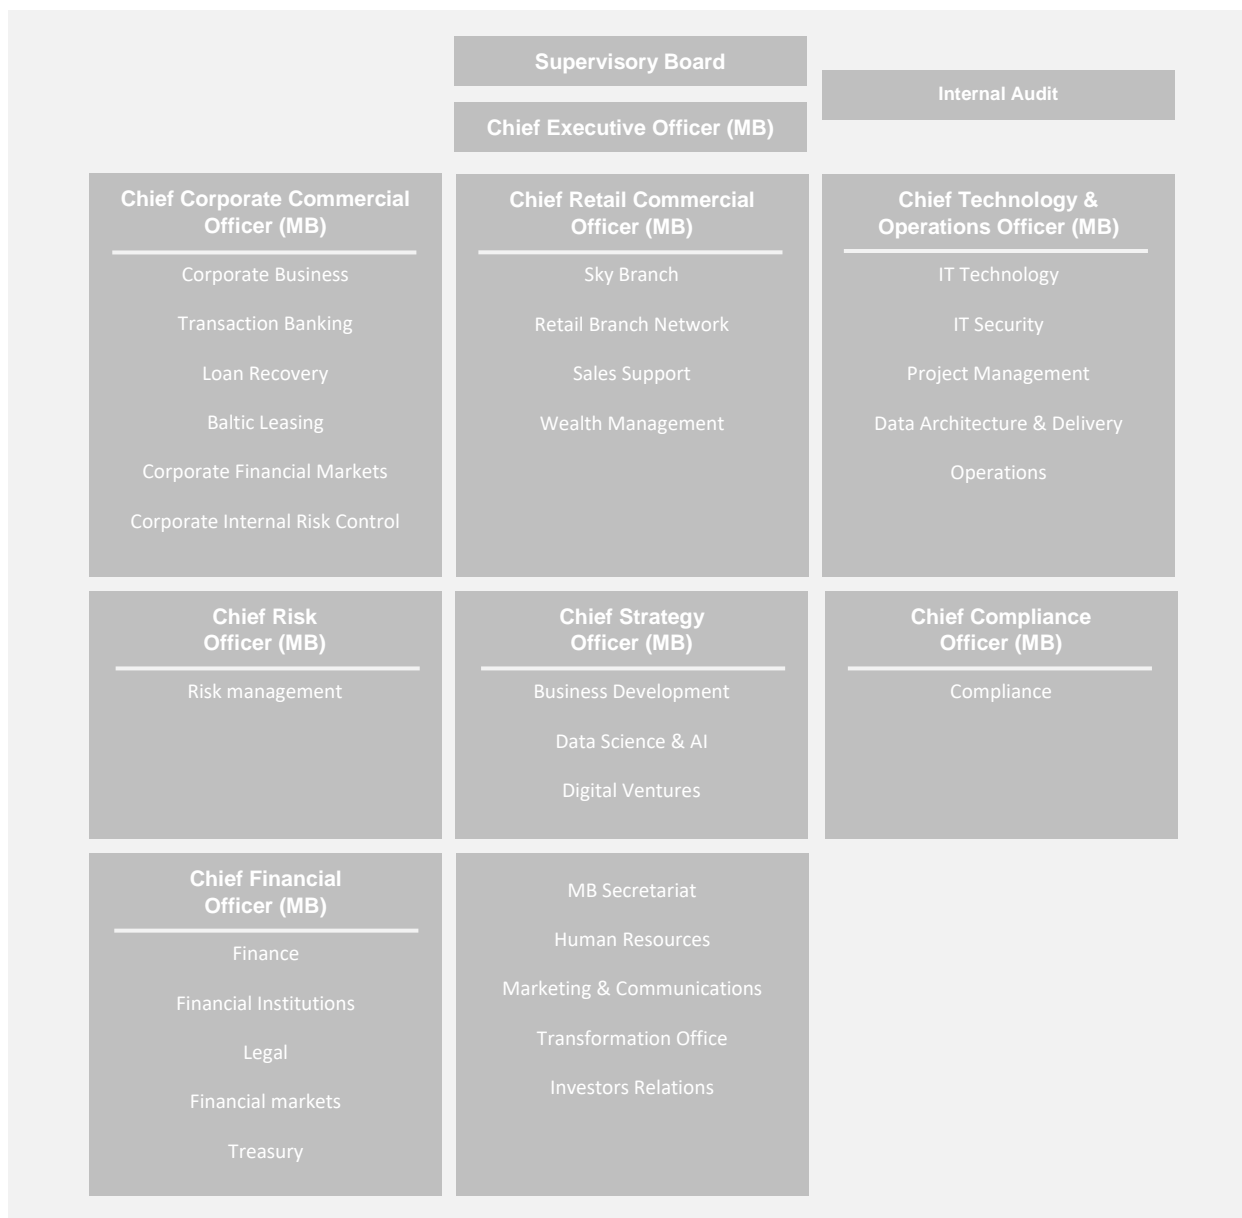 Supervisory Board
Internal Audit
Chief Executive Officer (MB)
Chief Corporate Commercial
Officer (MB)
Corporate Business
Transaction Banking
Loan Recovery
Baltic Leasing
Corporate Financial Markets
Corporate Internal Risk Control
Chief Retail Commercial
Officer (MB)
Sky Branch
Retail Branch Network
Sales Support
Wealth Management
Chief Technology &
Operations Officer (MB)
IT Technology
IT Security
Project Management
Data Architecture & Delivery
Operations
Chief Risk
Officer (MB)
Risk management
Chief Strategy
Officer (MB)
Business Development
Data Science & AI
Digital Ventures
Chief Compliance
Officer (MB)
Compliance
Chief Financial
Officer (MB)
Finance
Financial Institutions
Legal
Financial markets
Treasury
MB Secretariat
Human Resources
Marketing & Communications
Transformation Office
Investors Relations